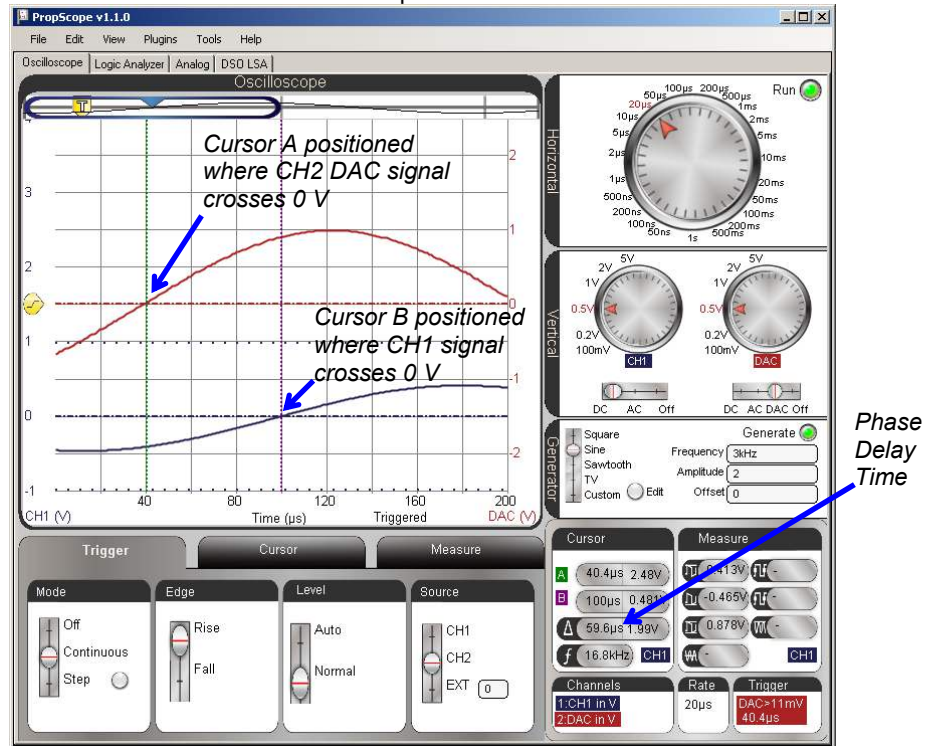 PropScope v1.1.0
File Edit View Plugins Tools Help
Oscilloscope Logic Analyzer Analog DSO LSA
Oscilloscope
T
Cursor A positioned
where CH2 DAC signal
crosses 0 V
Cursor B positioned
where CH1 signal
crosses 0 V
4
3
2
1
0
-1
2
1
0
-1
-2
40 80 120 160 200
CH1 (V) Time (µs) Triggered DAC (V)
Horizontal
Run
50ns
100ns
200ns
500ns
1µs
2µs
5µs
10µs
20µs
50µs
100µs
200µs
500µs
1ms
2ms
5ms
10ms
20ms
50ms
100ms
200ms
500ms
1s
Vertical
5V
2V
1V
0.5V
0.2V
100mV
CH1
DC AC Off
5V
2V
1V
0.5V
0.2V
100mV
DAC
DC AC DAC Off
Generator
Square
Sine
Sawtooth
TV
Custom Edit
Generate
Frequency 3kHz
Amplitude 2
Offset 0
Phase
Delay
Time
Trigger Cursor Measure
Mode
Off
Continuous
Step
Edge
Rise
Fall
Level
Auto
Normal
Source
CH1
CH2
EXT 0
Cursor
A 40.4µs 2.48V
B 100µs 0.481V
Δ 59.6µs 1.99V
f 16.8kHz CH1
Measure
0.413V -
-0.465V -
0.878V -
- CH1
Channels
1:CH1 in V
2:DAC in V
Rate
20µs
Trigger
DAC>11mV
40.4µs